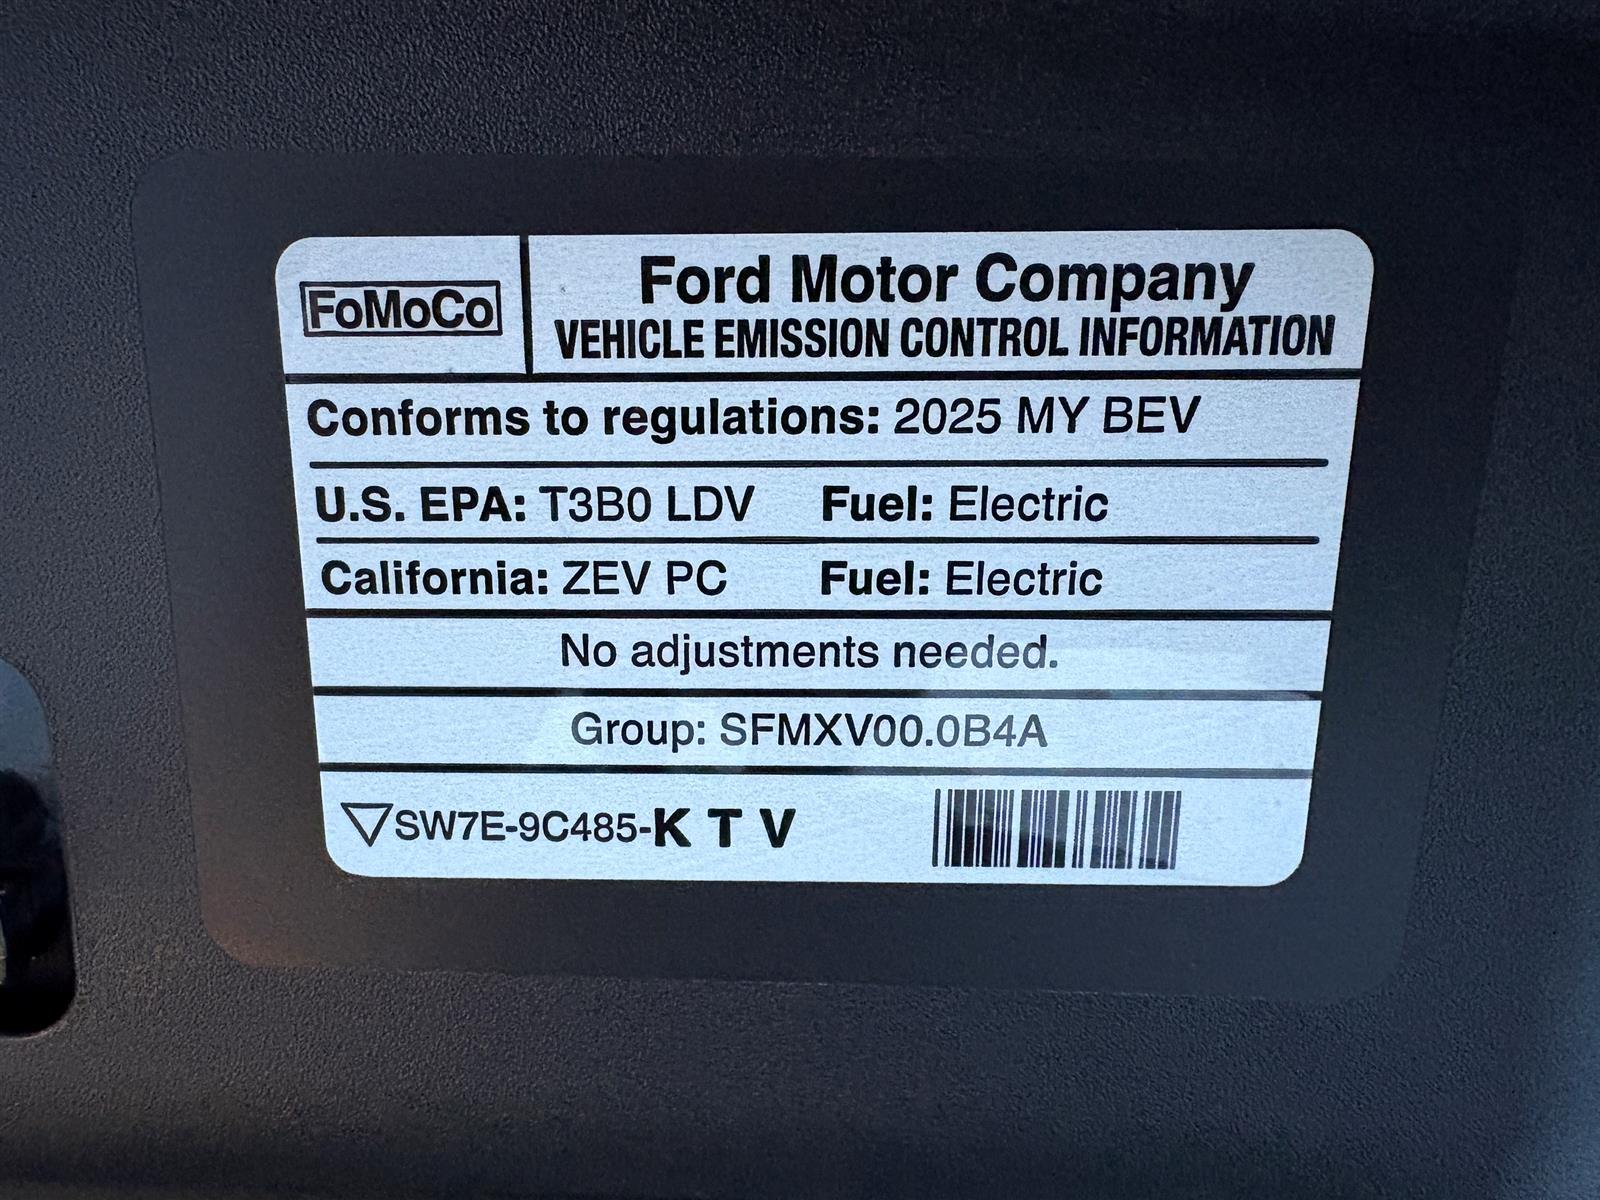 FoMoCo
Ford Motor Company
VEHICLE EMISSION CONTROL INFORMATION
Conforms to regulations: 2025 MY BEV
U.S. EPA: T3B0 LDV Fuel: Electric
California: ZEV PC Fuel: Electric
No adjustments needed.
Group: SFMXV00.0B4A
SW7E-9C485-K T V